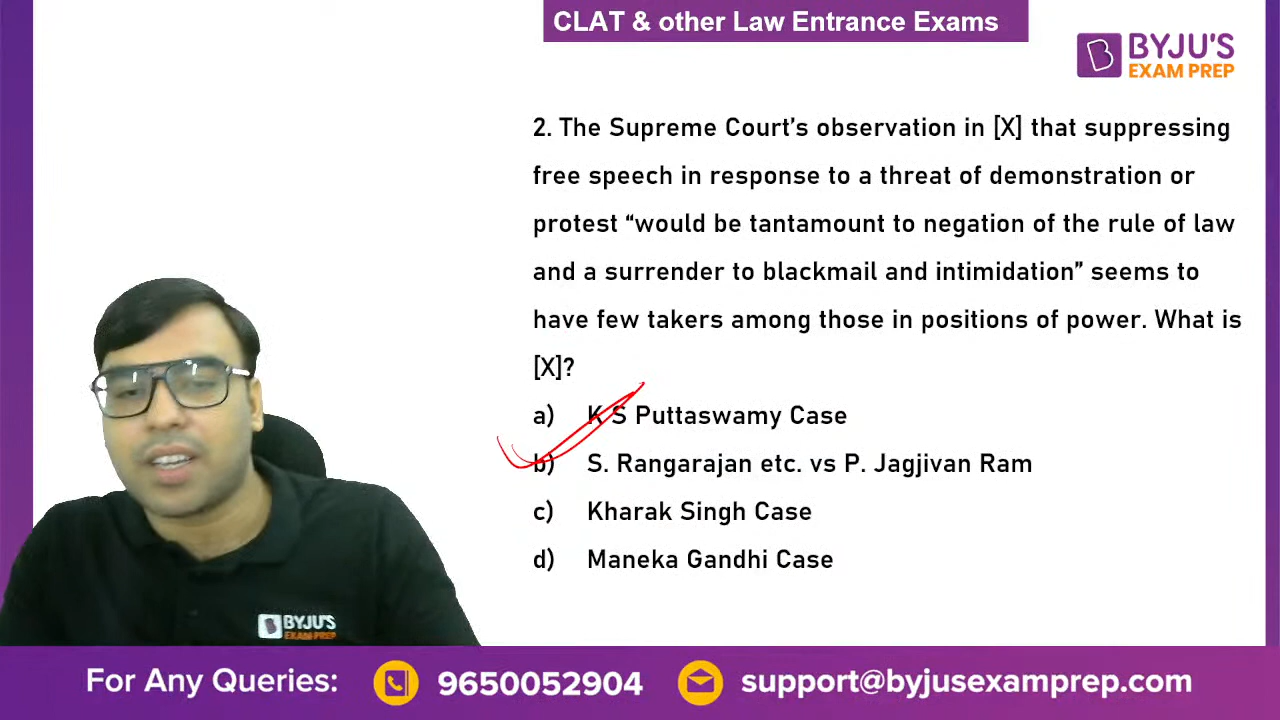 CLAT & other Law Entrance Exams
BYJU'S
EXAM PREP
2. The Supreme Court's observation in [X] that suppressing
free speech in response to a threat of demonstration or
protest “would be tantamount to negation of the rule of law
and a surrender to blackmail and intimidation” seems to
have few takers among those in positions of power. What is
[X]?
a) K S Puttaswamy Case
b) S. Rangarajan etc. vs P. Jagjivan Ram
c) Kharak Singh Case
d) Maneka Gandhi Case
BYJU'S
EXAM PREP
For Any Queries: 9650052904 support@byjusexamprep.com